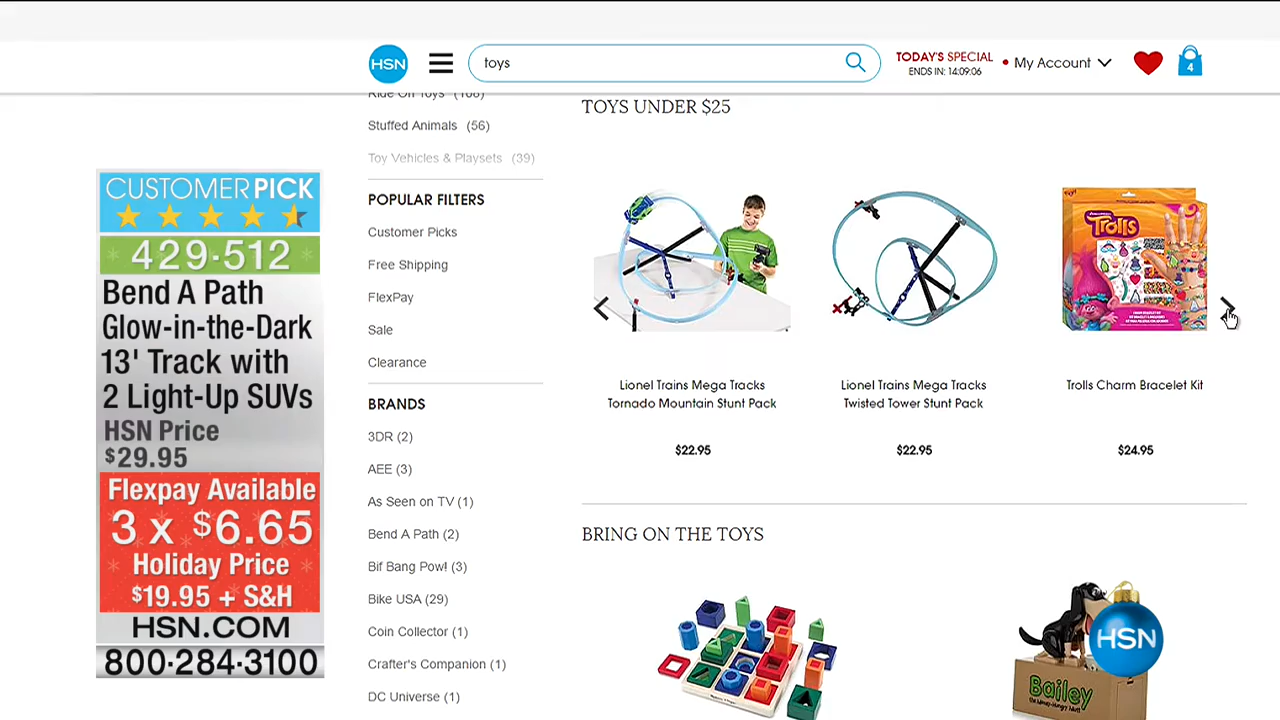 HSN
toys
TODAY'S SPECIAL
ENDS IN: 14:09:06
My Account
4
Ride On Toys (108)
Stuffed Animals (56)
Toy Vehicles & Playsets (39)
POPULAR FILTERS
Customer Picks
Free Shipping
FlexPay
Sale
Clearance
BRANDS
3DR (2)
AEE (3)
As Seen on TV (1)
Bend A Path (2)
Bif Bang Pow! (3)
Bike USA (29)
Coin Collector (1)
Crafter's Companion (1)
DC Universe (1)
CUSTOMER PICK
429·512
Bend A Path
Glow-in-the-Dark
13' Track with
2 Light-Up SUVs
HSN Price
$29.95
Flexpay Available
3 x $6.65
Holiday Price
$19.95 + S&H
HSN.COM
800·284·3100
TOYS UNDER $25
Trolls
Lionel Trains Mega Tracks
Tornado Mountain Stunt Pack
$22.95
Lionel Trains Mega Tracks
Twisted Tower Stunt Pack
$22.95
Trolls Charm Bracelet Kit
$24.95
BRING ON THE TOYS
Bailey
HSN